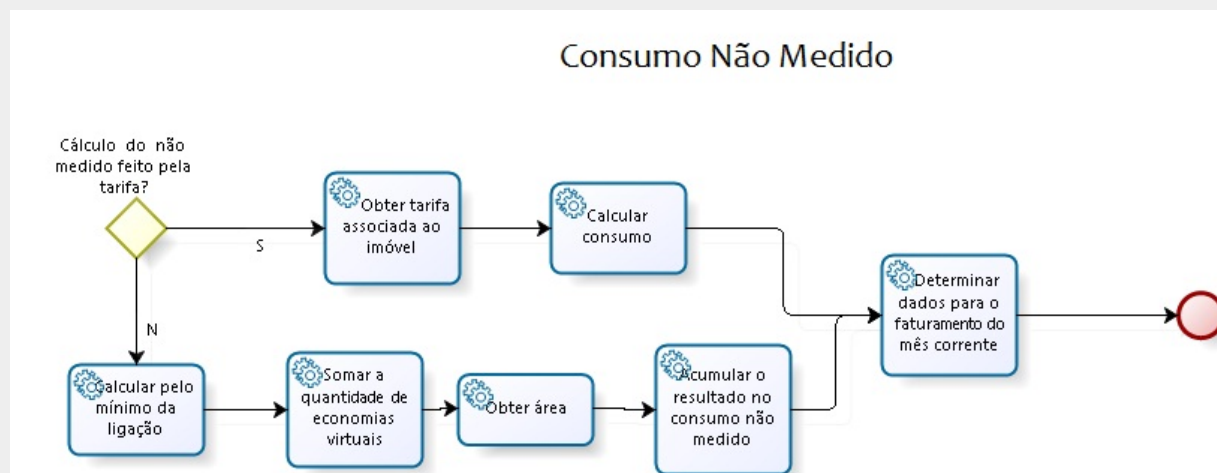 Consumo Não Medido
Cálculo do não
medido feito pela
tarifa?
S
N
Obter tarifa
associada ao
imóvel
Calcular
consumo
Determinar
dados para o
faturamento do
mês corrente
Calcular pelo
mínimo da
ligação
Somar a
quantidade de
economias
virtuais
Obter área
Acumular o
resultado no
consumo não
medido